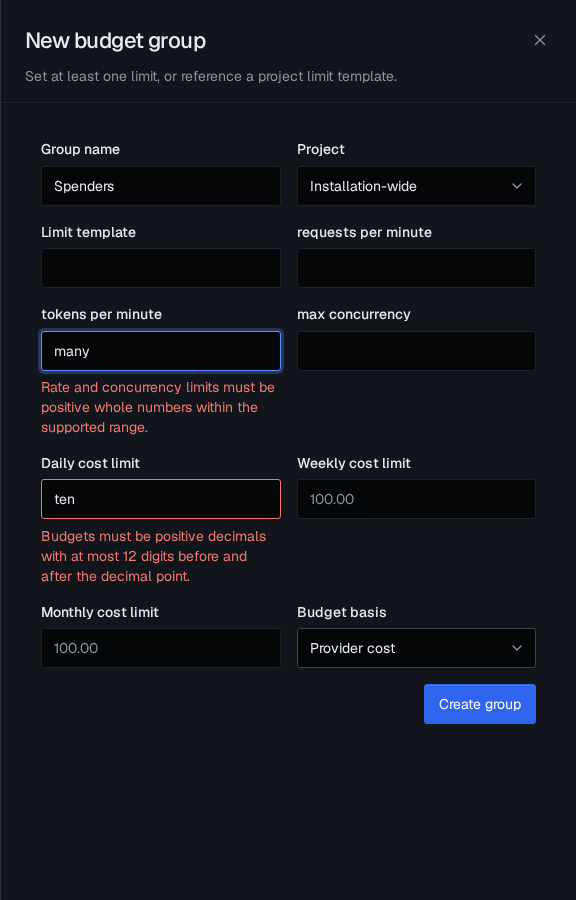 New budget group
Set at least one limit, or reference a project limit template.
Group name
Project
Spenders
Installation-wide
Limit template
requests per minute
tokens per minute
max concurrency
many
Rate and concurrency limits must be
positive whole numbers within the
supported range.
Daily cost limit
Weekly cost limit
ten
100.00
Budgets must be positive decimals
with at most 12 digits before and
after the decimal point.
Monthly cost limit
Budget basis
100.00
Provider cost
Create group